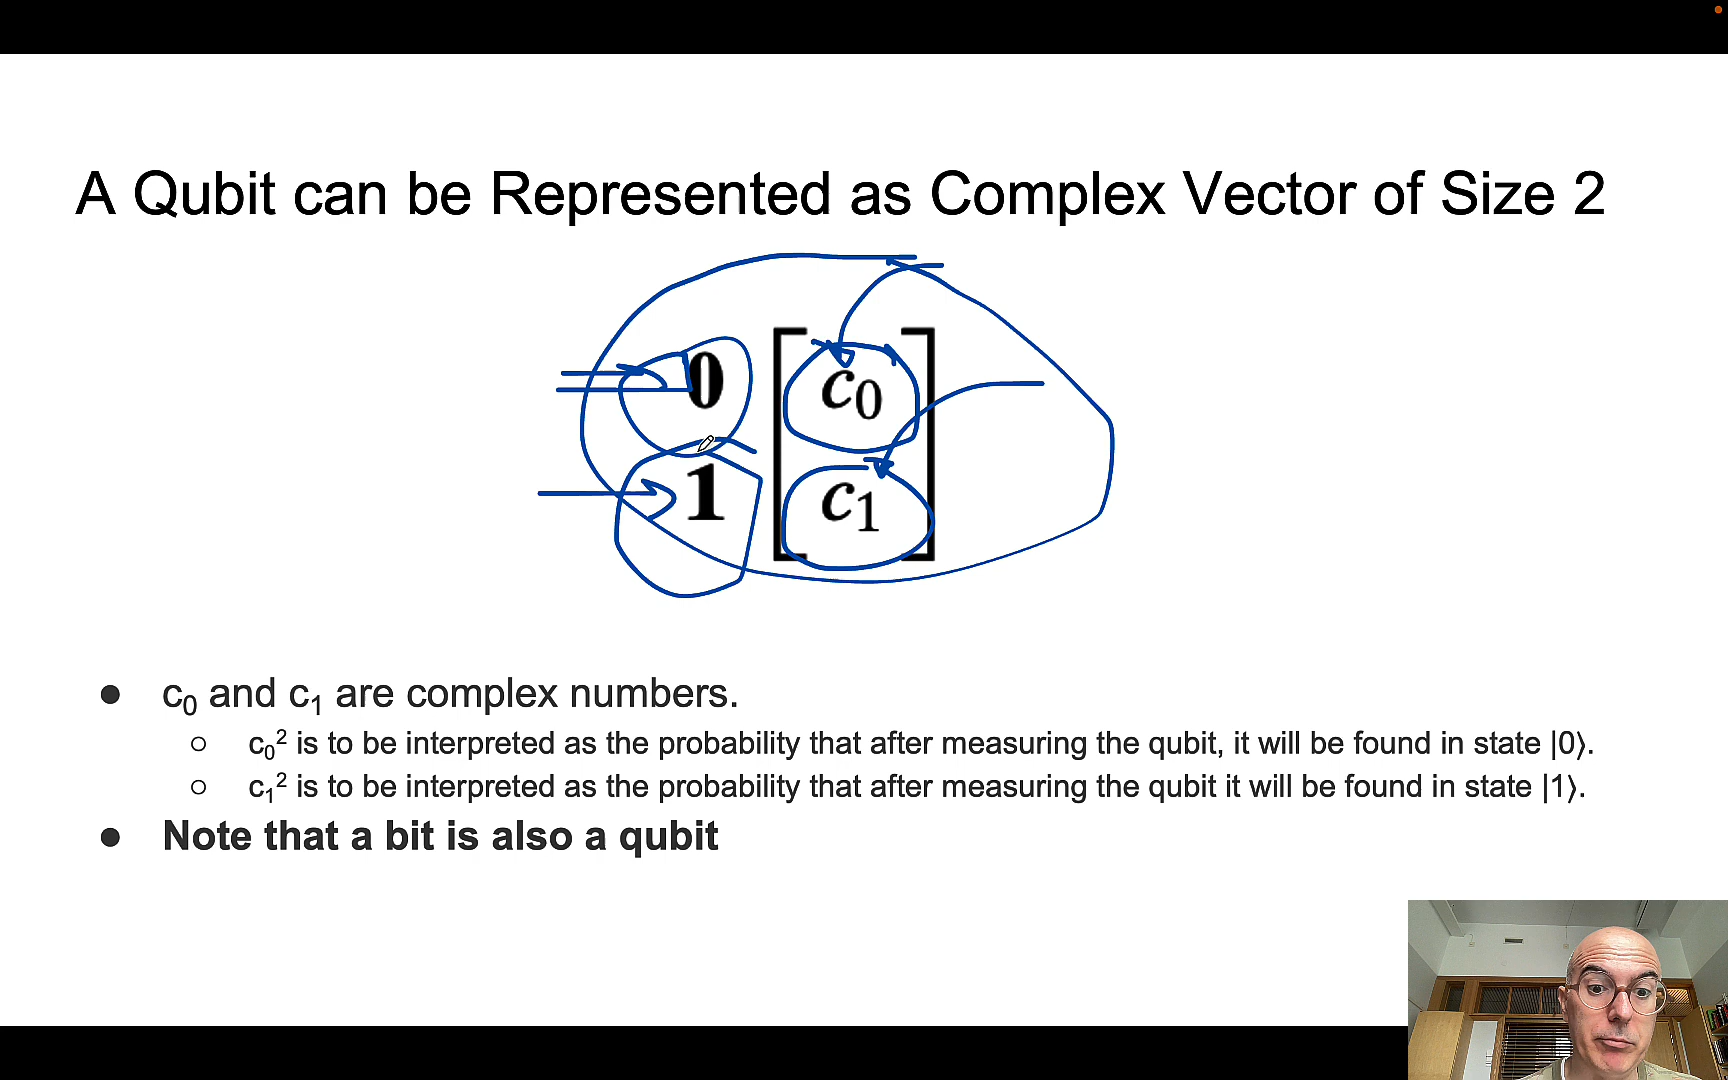 A Qubit can be Represented as Complex Vector of Size 2
0 [c₀]
1 [c₁]
● c₀ and c₁ are complex numbers.
○ c₀² is to be interpreted as the probability that after measuring the qubit, it will be found in state |0⟩.
○ c₁² is to be interpreted as the probability that after measuring the qubit it will be found in state |1⟩.
● Note that a bit is also a qubit